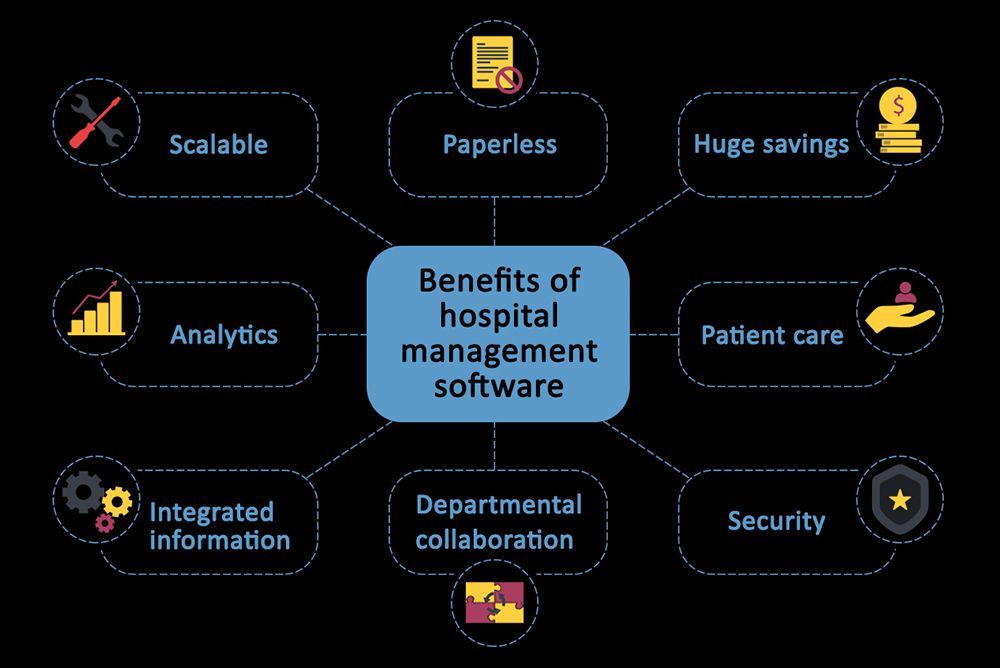 Scalable
Paperless
Huge savings
$
Benefits of
hospital
management
software
Analytics
Patient care
Integrated
information
Departmental
collaboration
Security